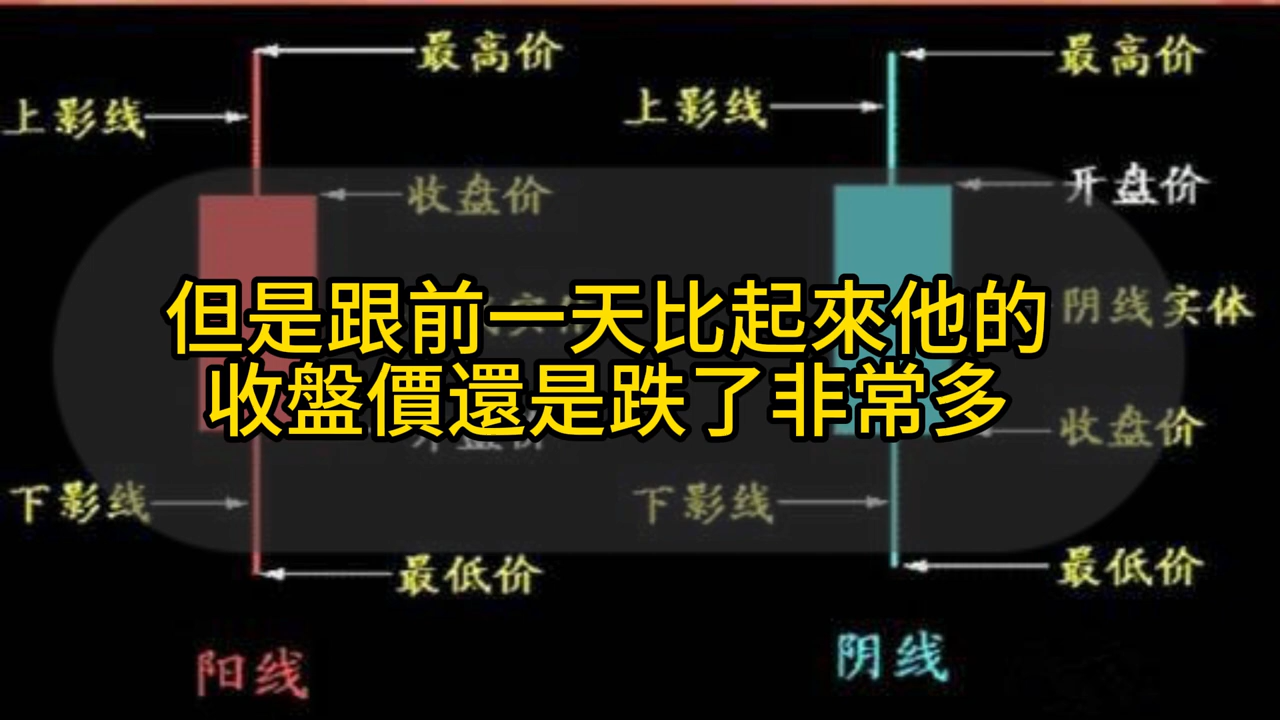 最高价
最高价
上影线
上影线
收盘价
开盘价
但是跟前一天比起來他的
收盤價還是跌了非常多
阴线实体
收盘价
下影线
下影线
最低价
最低价
阳线
阴线